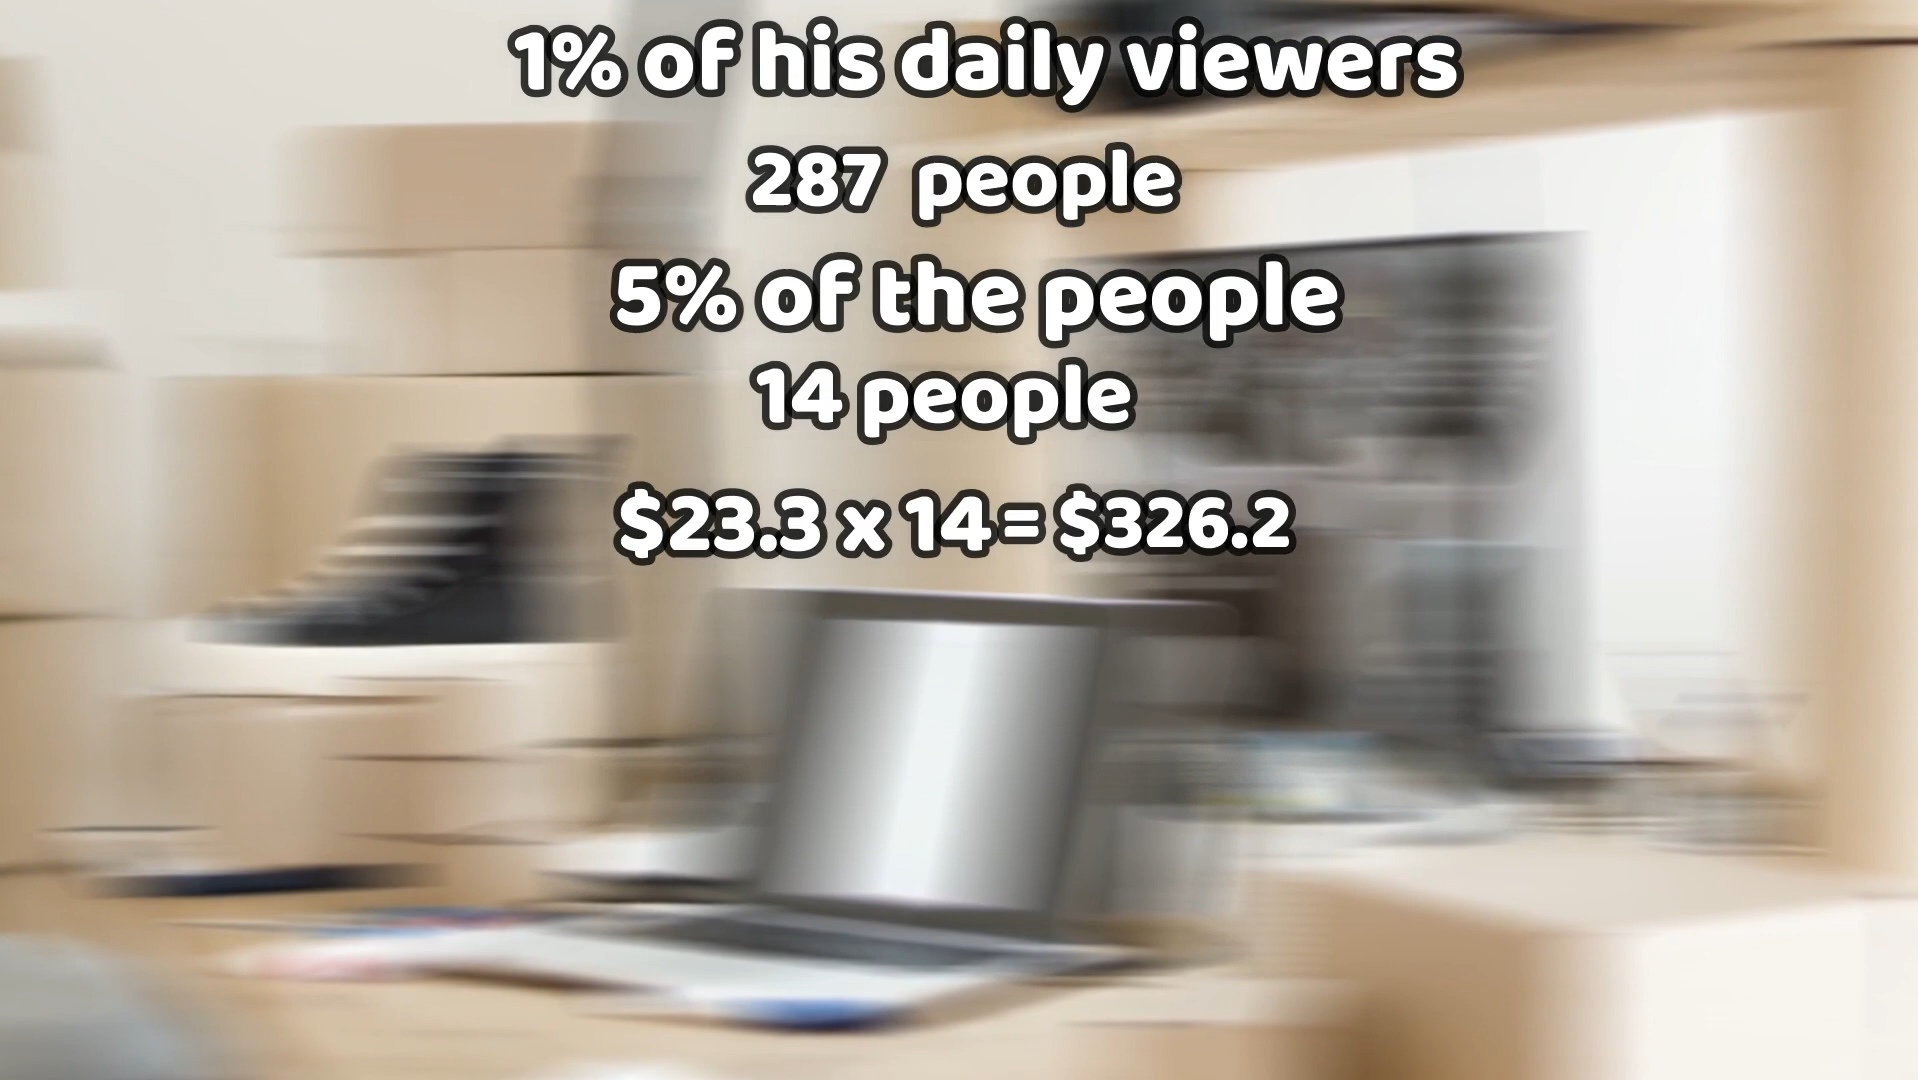 1% of his daily viewers
287 people
5% of the people
14 people
$23.3 x 14 = $326.2